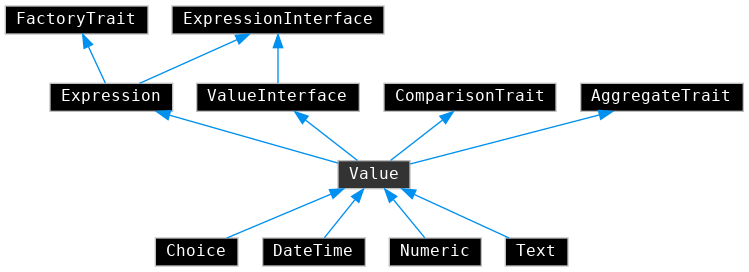 FactoryTrait
ExpressionInterface
Expression
ValueInterface
ComparisonTrait
AggregateTrait
Value
Choice
DateTime
Numeric
Text